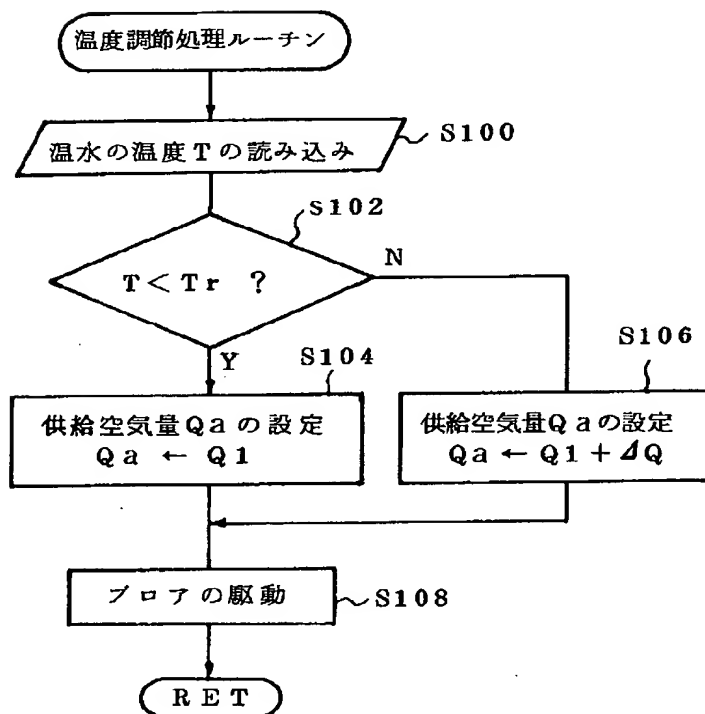 温度調節処理ルーチン
温水の温度Tの読み込み
S100
S102
T<Tr ?
N
Y
S104
供給空気量Qaの設定
Qa ← Q1
S106
供給空気量Qaの設定
Qa ← Q1+ΔQ
ブロアの駆動
S108
RET